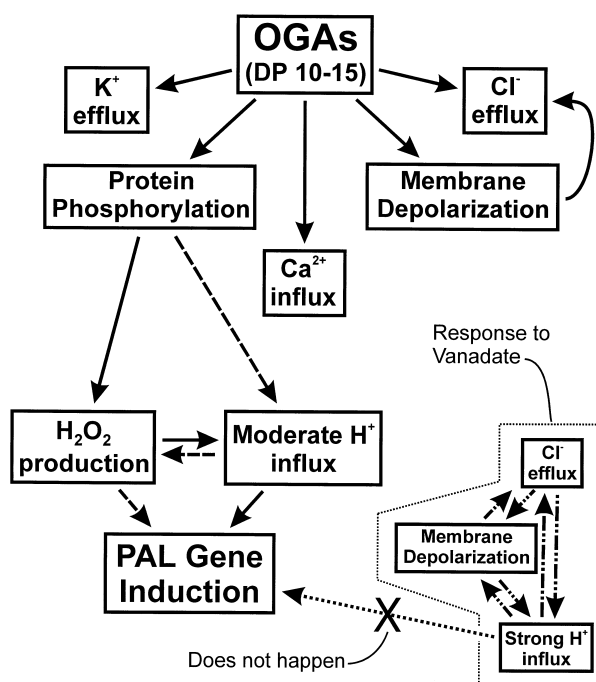 OGAs
(DP 10-15)
K⁺
efflux
Cl⁻
efflux
Protein
Phosphorylation
Membrane
Depolarization
Ca²⁺
influx
Response to
Vanadate
H₂O₂
production
Moderate H⁺
influx
Cl⁻
efflux
Membrane
Depolarization
PAL Gene
Induction
X
Strong H⁺
influx
Does not happen